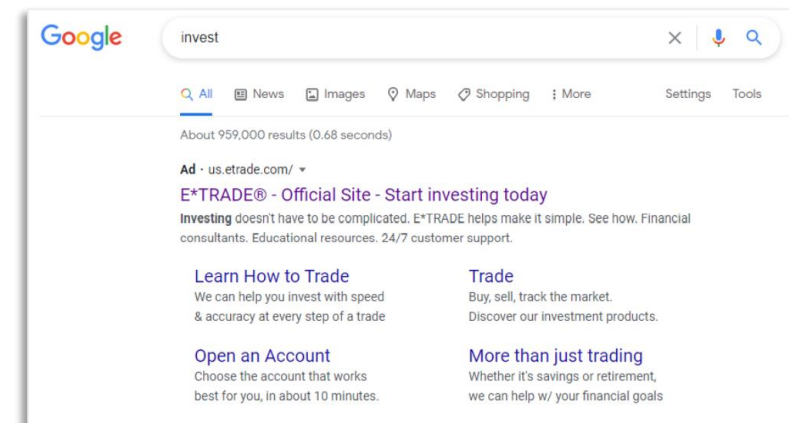 Google
invest
All News Images Maps Shopping More Settings Tools
About 959,000 results (0.68 seconds)
Ad · us.etrade.com/
E*TRADE® - Official Site - Start investing today
Investing doesn't have to be complicated. E*TRADE helps make it simple. See how. Financial
consultants. Educational resources. 24/7 customer support.
Learn How to Trade
We can help you invest with speed
& accuracy at every step of a trade
Trade
Buy, sell, track the market.
Discover our investment products.
Open an Account
Choose the account that works
best for you, in about 10 minutes.
More than just trading
Whether it's savings or retirement,
we can help w/ your financial goals